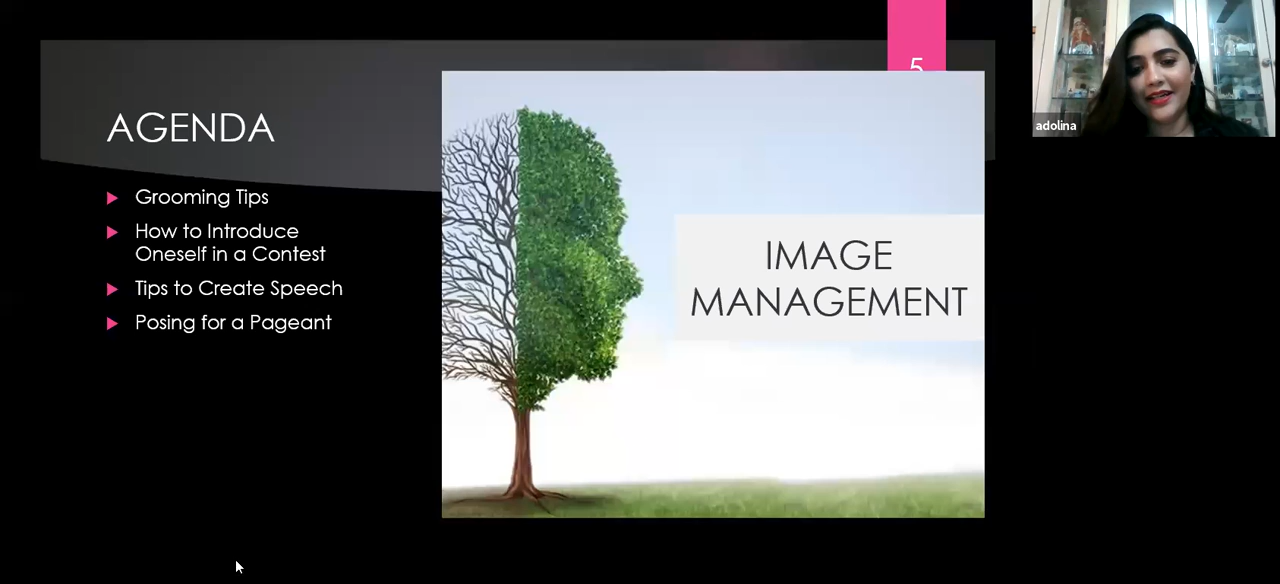 5
AGENDA
Grooming Tips
How to Introduce
Oneself in a Contest
Tips to Create Speech
Posing for a Pageant
IMAGE
MANAGEMENT
adolina